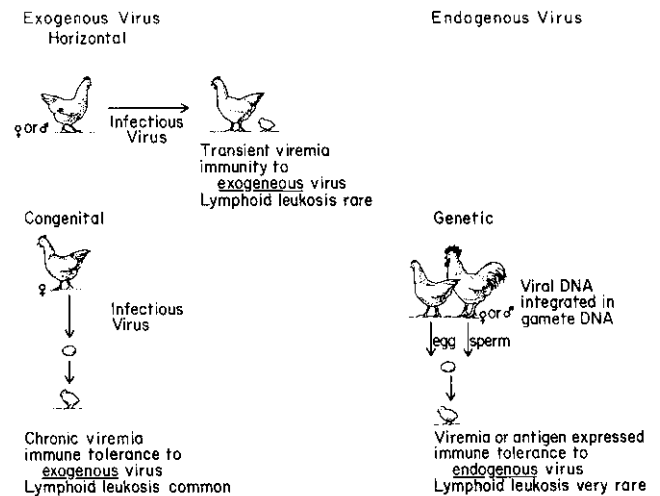 Exogenous Virus
Horizontal
♀or♂
Infectious
Virus
Transient viremia
immunity to
exogeneous virus
Lymphoid leukosis rare
Congenital
♀
Infectious
Virus
Chronic viremia
immune tolerance to
exogenous virus
Lymphoid leukosis common
Endogenous Virus
Genetic
♀or♂
Viral DNA
integrated in
gamete DNA
egg sperm
Viremia or antigen expressed
immune tolerance to
endogenous virus
Lymphoid leukosis very rare